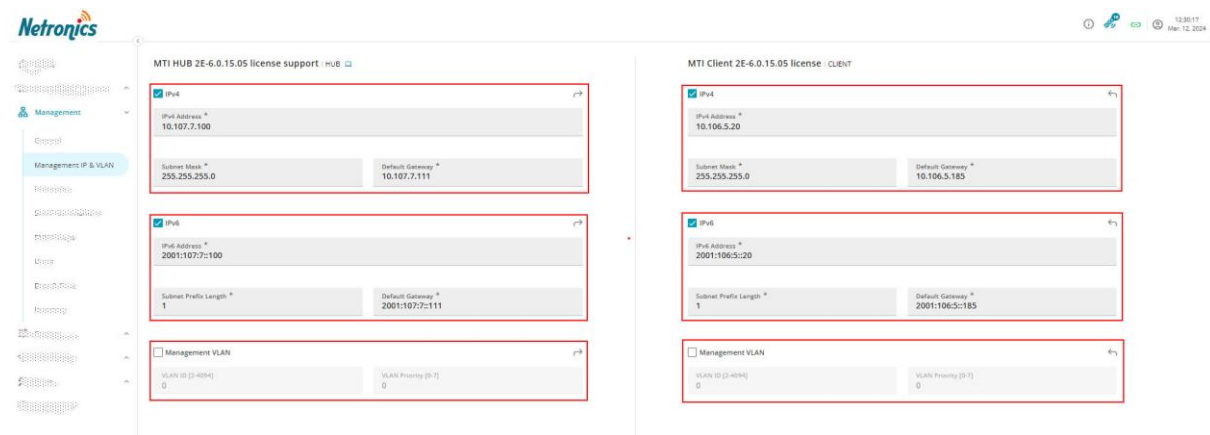 Netronics
14
12:30:17
Mar. 12, 2024
Management
Management IP & VLAN
MTI HUB 2E-6.0.15.05 license support | HUB
IPv4
IPv4 Address *
10.107.7.100
Subnet Mask *
255.255.255.0
Default Gateway *
10.107.7.111
IPv6
IPv6 Address *
2001:107:7::100
Subnet Prefix Length *
1
Default Gateway *
2001:107:7::111
Management VLAN
VLAN ID [2-4094]
0
VLAN Priority [0-7]
0
MTI Client 2E-6.0.15.05 license | CLIENT
IPv4
IPv4 Address *
10.106.5.20
Subnet Mask *
255.255.255.0
Default Gateway *
10.106.5.185
IPv6
IPv6 Address *
2001:106:5::20
Subnet Prefix Length *
1
Default Gateway *
2001:106:5::185
Management VLAN
VLAN ID [2-4094]
0
VLAN Priority [0-7]
0